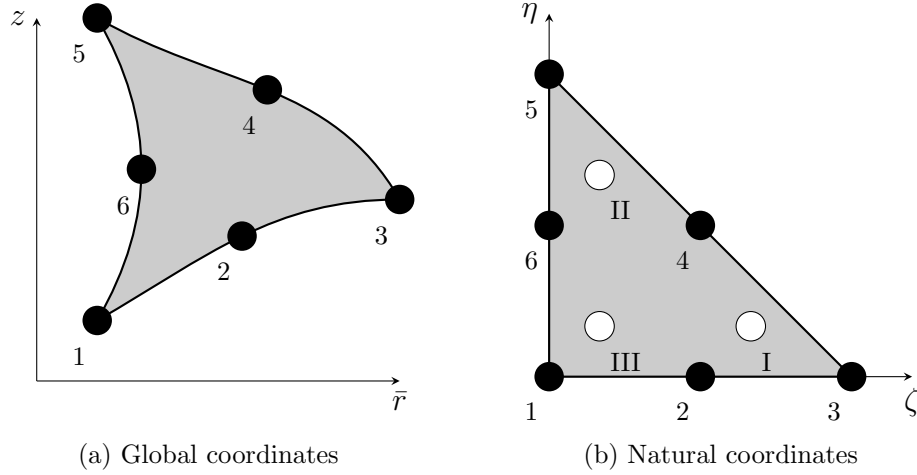 z
5
4
6
3
2
1
r̄
(a) Global coordinates
η
5
II
6
4
III
I
1
2
3
ζ
(b) Natural coordinates